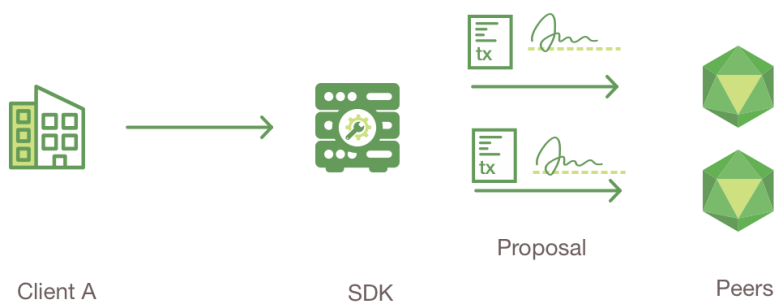 tx
tx
Proposal
Client A
SDK
Peers